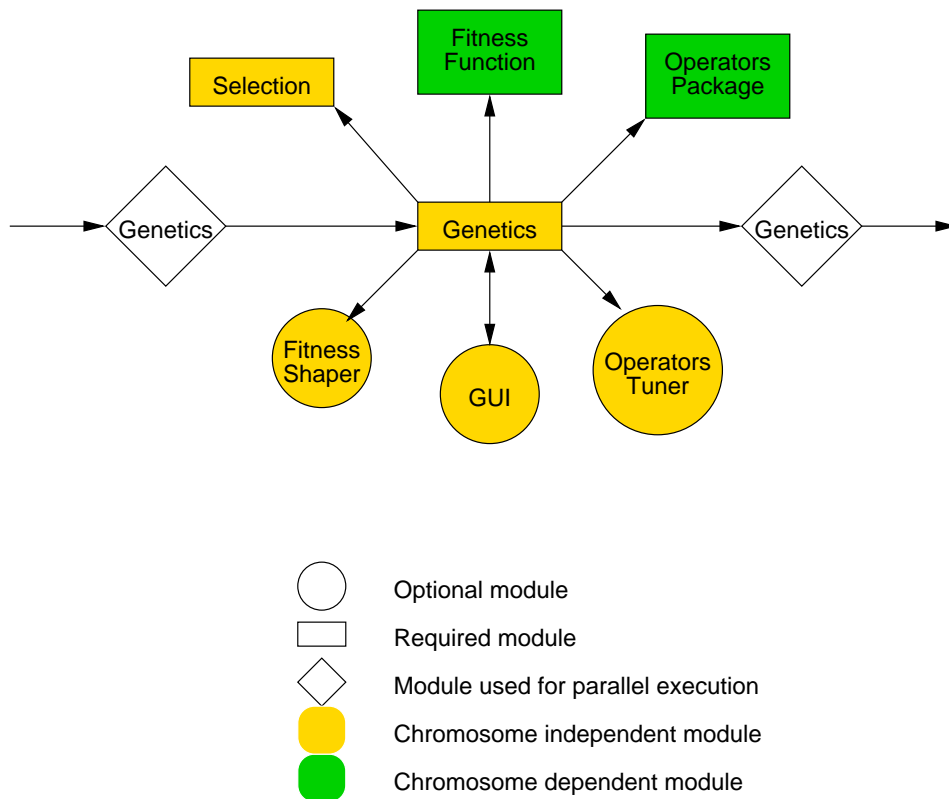 Fitness
Function
Operators
Package
Selection
Genetics
Genetics
Genetics
Fitness
Shaper
GUI
Operators
Tuner
Optional module
Required module
Module used for parallel execution
Chromosome independent module
Chromosome dependent module